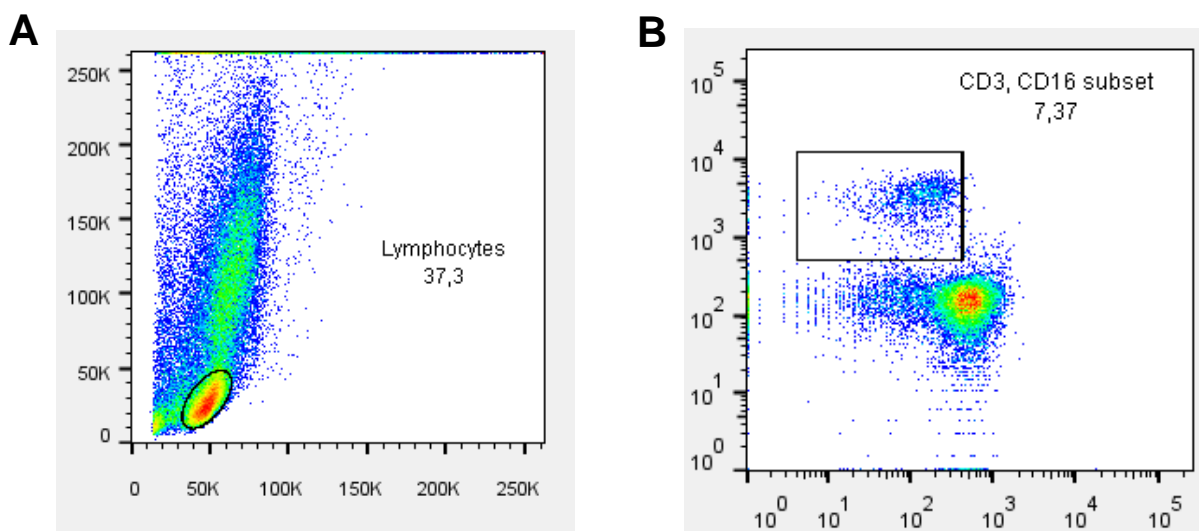 A
250K
200K
150K
100K
50K
0
Lymphocytes
37,3
0 50K 100K 150K 200K 250K
B
10^5
10^4
10^3
10^2
10^1
10^0
CD3, CD16 subset
7,37
10^0 10^1 10^2 10^3 10^4 10^5